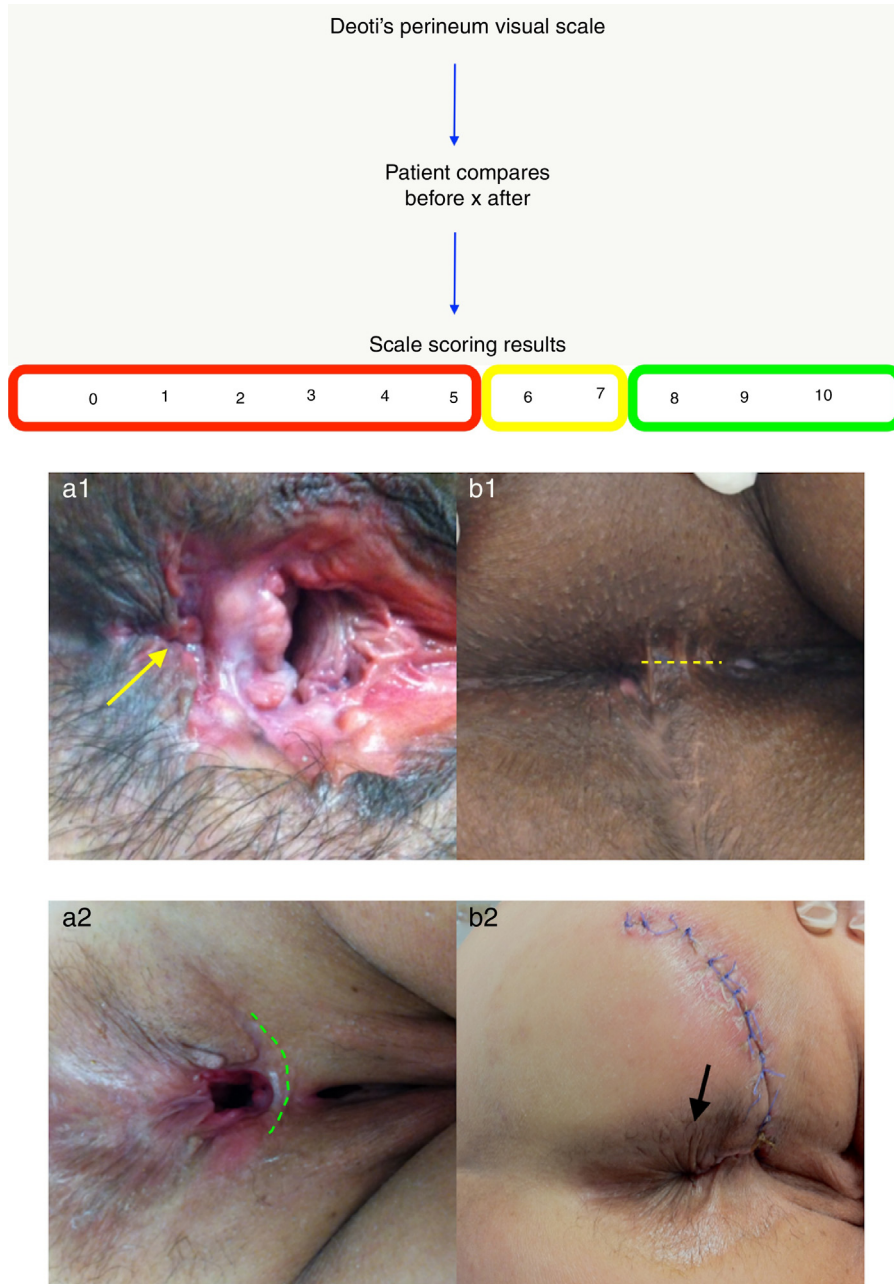 Deoti's perineum visual scale
Patient compares
before x after
Scale scoring results
0 1 2 3 4 5 6 7 8 9 10
a1
b1
a2
b2